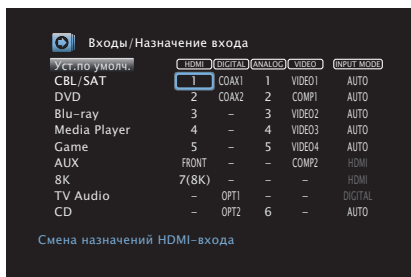 Входы/Назначение входа
Уст.по умолч. HDMI DIGITAL ANALOG VIDEO INPUT MODE
CBL/SAT 1 COAX1 1 VIDEO1 AUTO
DVD 2 COAX2 2 COMP1 AUTO
Blu-ray 3 – 3 VIDEO2 AUTO
Media Player 4 – 4 VIDEO3 AUTO
Game 5 – 5 VIDEO4 AUTO
AUX FRONT – – COMP2 HDMI
8K 7(8K) – – – HDMI
TV Audio – OPT1 – – DIGITAL
CD – OPT2 6 – AUTO
Смена назначений HDMI-входа